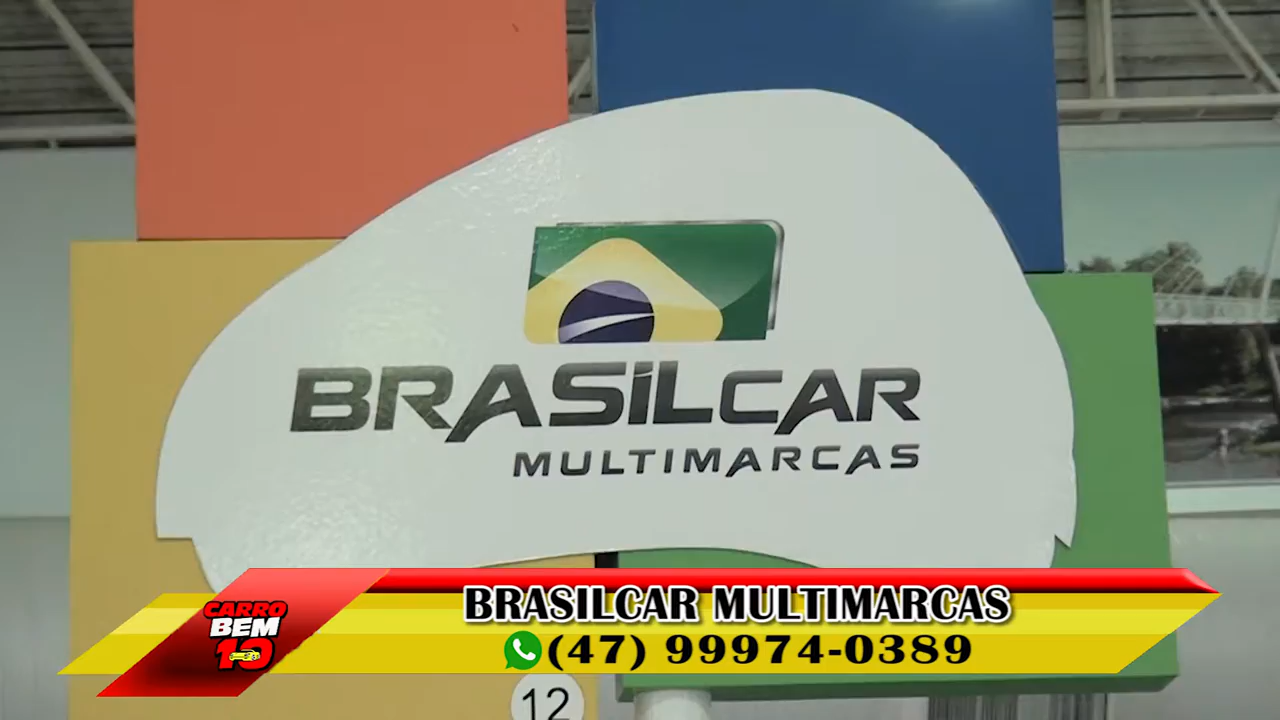 BRASILCAR
MULTIMARCAS
CARRO
BEM
10
BRASILCAR MULTIMARCAS
(47) 99974-0389
12